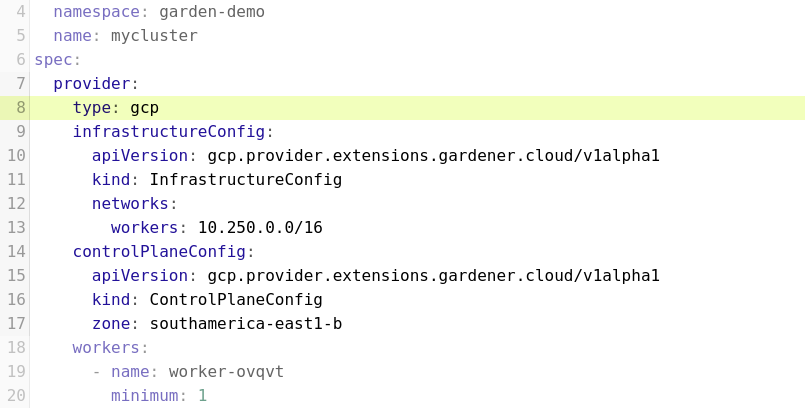 4 namespace: garden-demo
5 name: mycluster
6 spec:
7 provider:
8 type: gcp
9 infrastructureConfig:
10 apiVersion: gcp.provider.extensions.gardener.cloud/v1alpha1
11 kind: InfrastructureConfig
12 networks:
13 workers: 10.250.0.0/16
14 controlPlaneConfig:
15 apiVersion: gcp.provider.extensions.gardener.cloud/v1alpha1
16 kind: ControlPlaneConfig
17 zone: southamerica-east1-b
18 workers:
19 - name: worker-ovqvt
20 minimum: 1